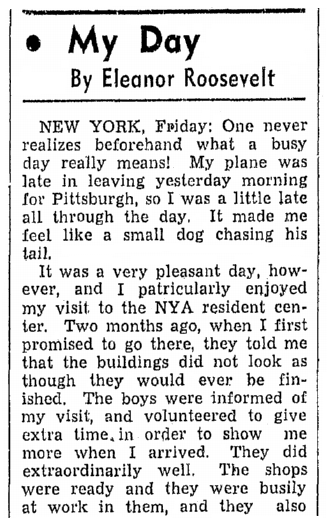 • My Day
By Eleanor Roosevelt
NEW YORK, Friday: One never
realizes beforehand what a busy
day really means! My plane was
late in leaving yesterday morning
for Pittsburgh, so I was a little late
all through the day. It made me
feel like a small dog chasing his
tail.
It was a very pleasant day, how-
ever, and I patricularly enjoyed
my visit to the NYA resident cen-
ter. Two months ago, when I first
promised to go there, they told me
that the buildings did not look as
though they would ever be fin-
ished. The boys were informed of
my visit, and volunteered to give
extra time, in order to show me
more when I arrived. They did
extraordinarily well. The shops
were ready and they were busily
at work in them, and they also